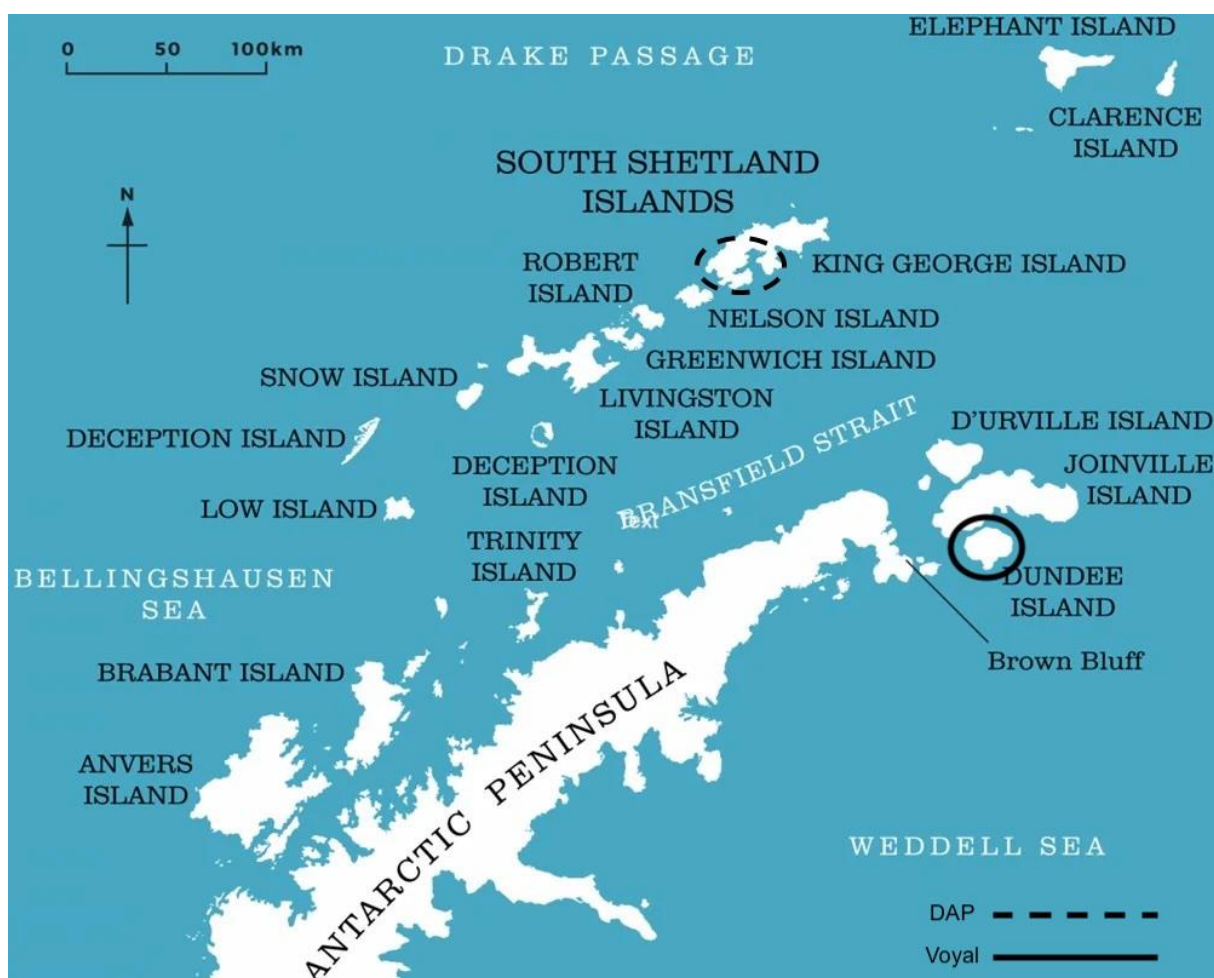 0 50 100km
DRAKE PASSAGE
ELEPHANT ISLAND
CLARENCE
ISLAND
N
SOUTH SHETLAND
ISLANDS
ROBERT
ISLAND
KING GEORGE ISLAND
NELSON ISLAND
GREENWICH ISLAND
SNOW ISLAND
LIVINGSTON
ISLAND
DECEPTION ISLAND
DECEPTION
ISLAND
BRANSFIELD STRAIT
Text
D'URVILLE ISLAND
JOINVILLE
ISLAND
LOW ISLAND
TRINITY
ISLAND
BELLINGSHAUSEN
SEA
DUNDEE
ISLAND
Brown Bluff
BRABANT ISLAND
ANVERS
ISLAND
ANTARCTIC PENINSULA
WEDDELL SEA
DAP
Voyal